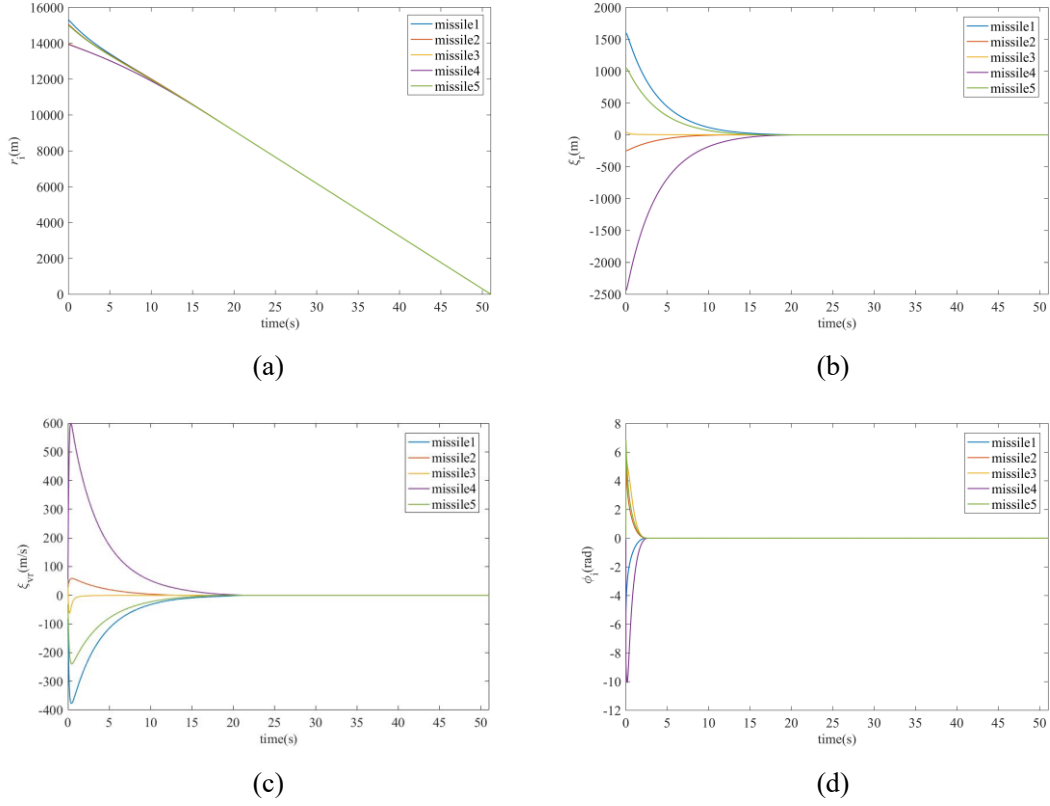 16000
14000
12000
10000
8000
6000
4000
2000
0
r_i(m)
0 5 10 15 20 25 30 35 40 45 50
time(s)
missile1
missile2
missile3
missile4
missile5
(a)
2000
1500
1000
500
0
-500
-1000
-1500
-2000
-2500
ξ_r(m)
0 5 10 15 20 25 30 35 40 45 50
time(s)
missile1
missile2
missile3
missile4
missile5
(b)
600
500
400
300
200
100
0
-100
-200
-300
-400
ξ_vr(m/s)
0 5 10 15 20 25 30 35 40 45 50
time(s)
missile1
missile2
missile3
missile4
missile5
(c)
8
6
4
2
0
-2
-4
-6
-8
-10
-12
ϕ_i(rad)
0 5 10 15 20 25 30 35 40 45 50
time(s)
missile1
missile2
missile3
missile4
missile5
(d)